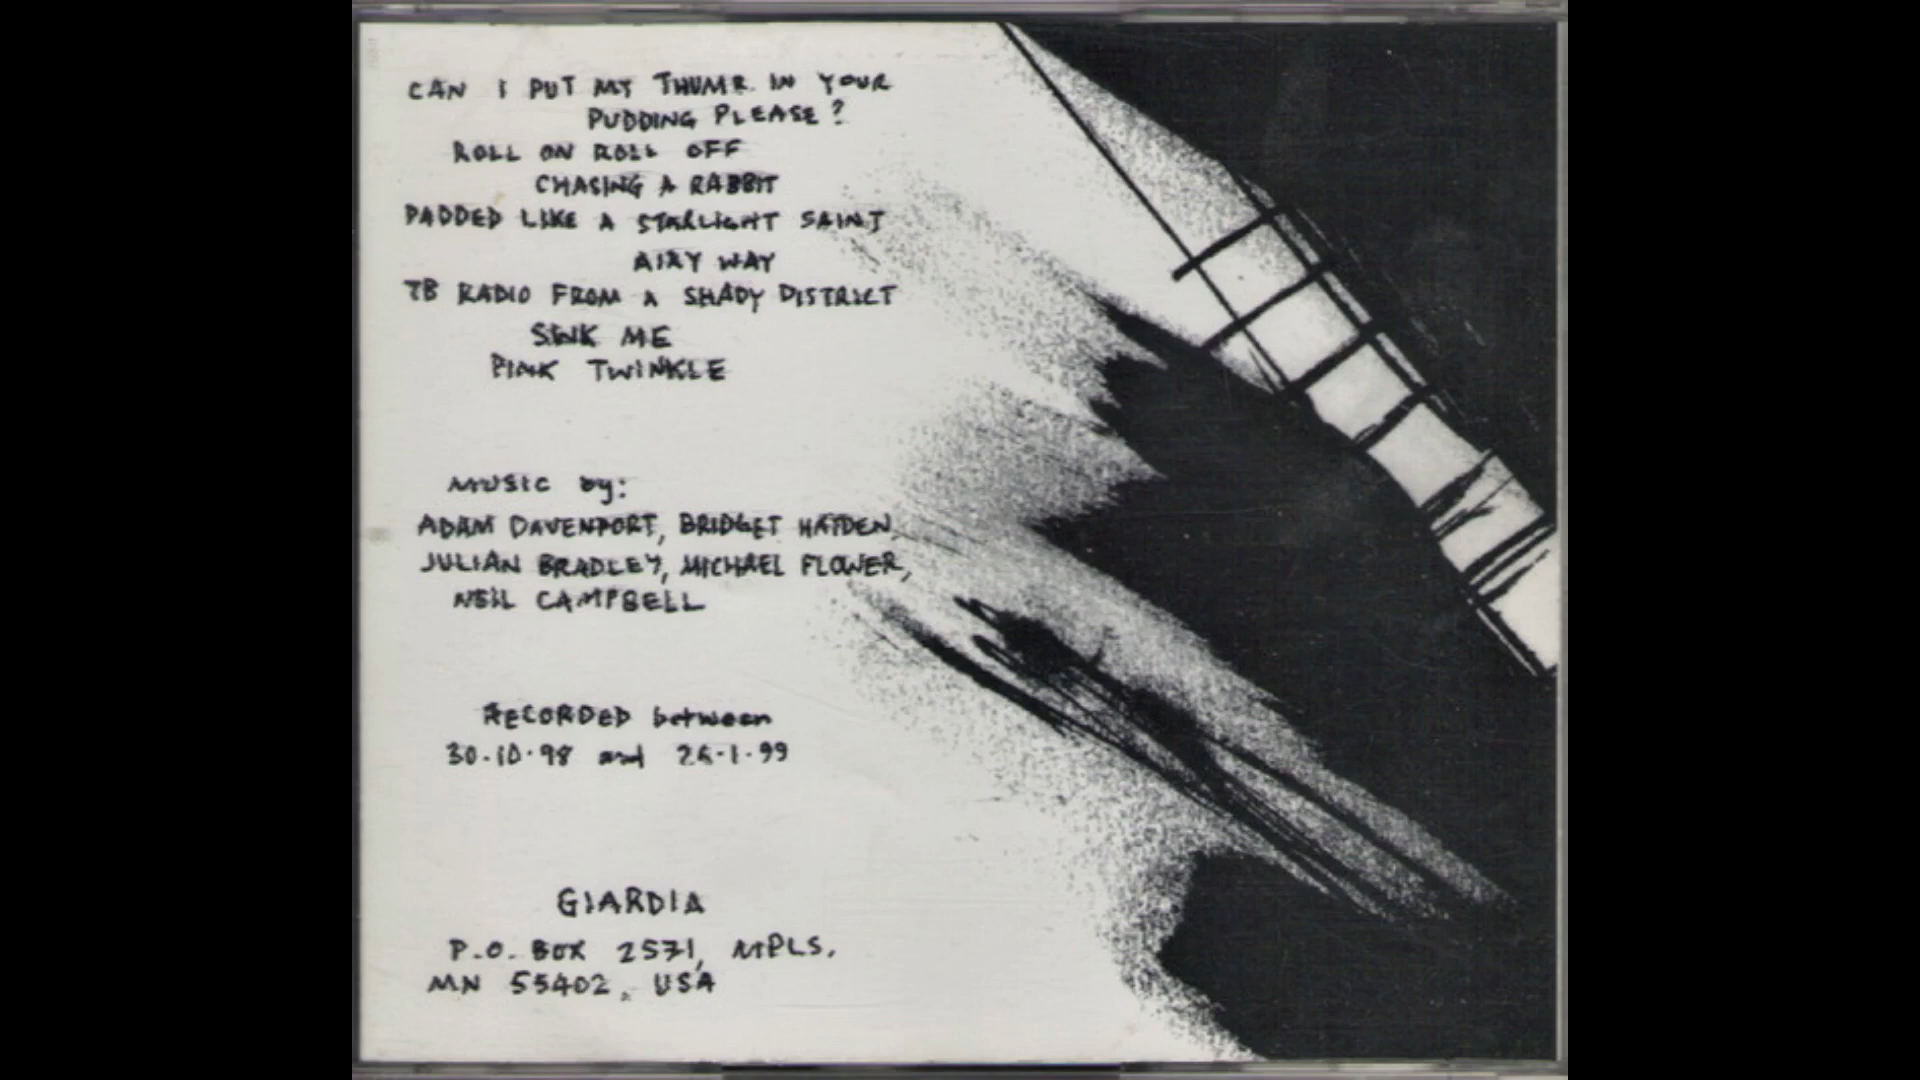 CAN I PUT MY THUMB IN YOUR
PUDDING PLEASE?
ROLL ON ROLL OFF
CHASING A RABBIT
PADDED LIKE A STARLIGHT SAINT
AIRY WAY
TB RADIO FROM A SHADY DISTRICT
SINK ME
PINK TWINKLE
MUSIC by:
ADAM DAVENPORT, BRIDGET HAYDEN,
JULIAN BRADLEY, MICHAEL FLOWER,
NEIL CAMPBELL
RECORDED between
30.10.98 and 26.1.99
GIARDIA
P.O. BOX 2571, MPLS.
MN 55402, USA